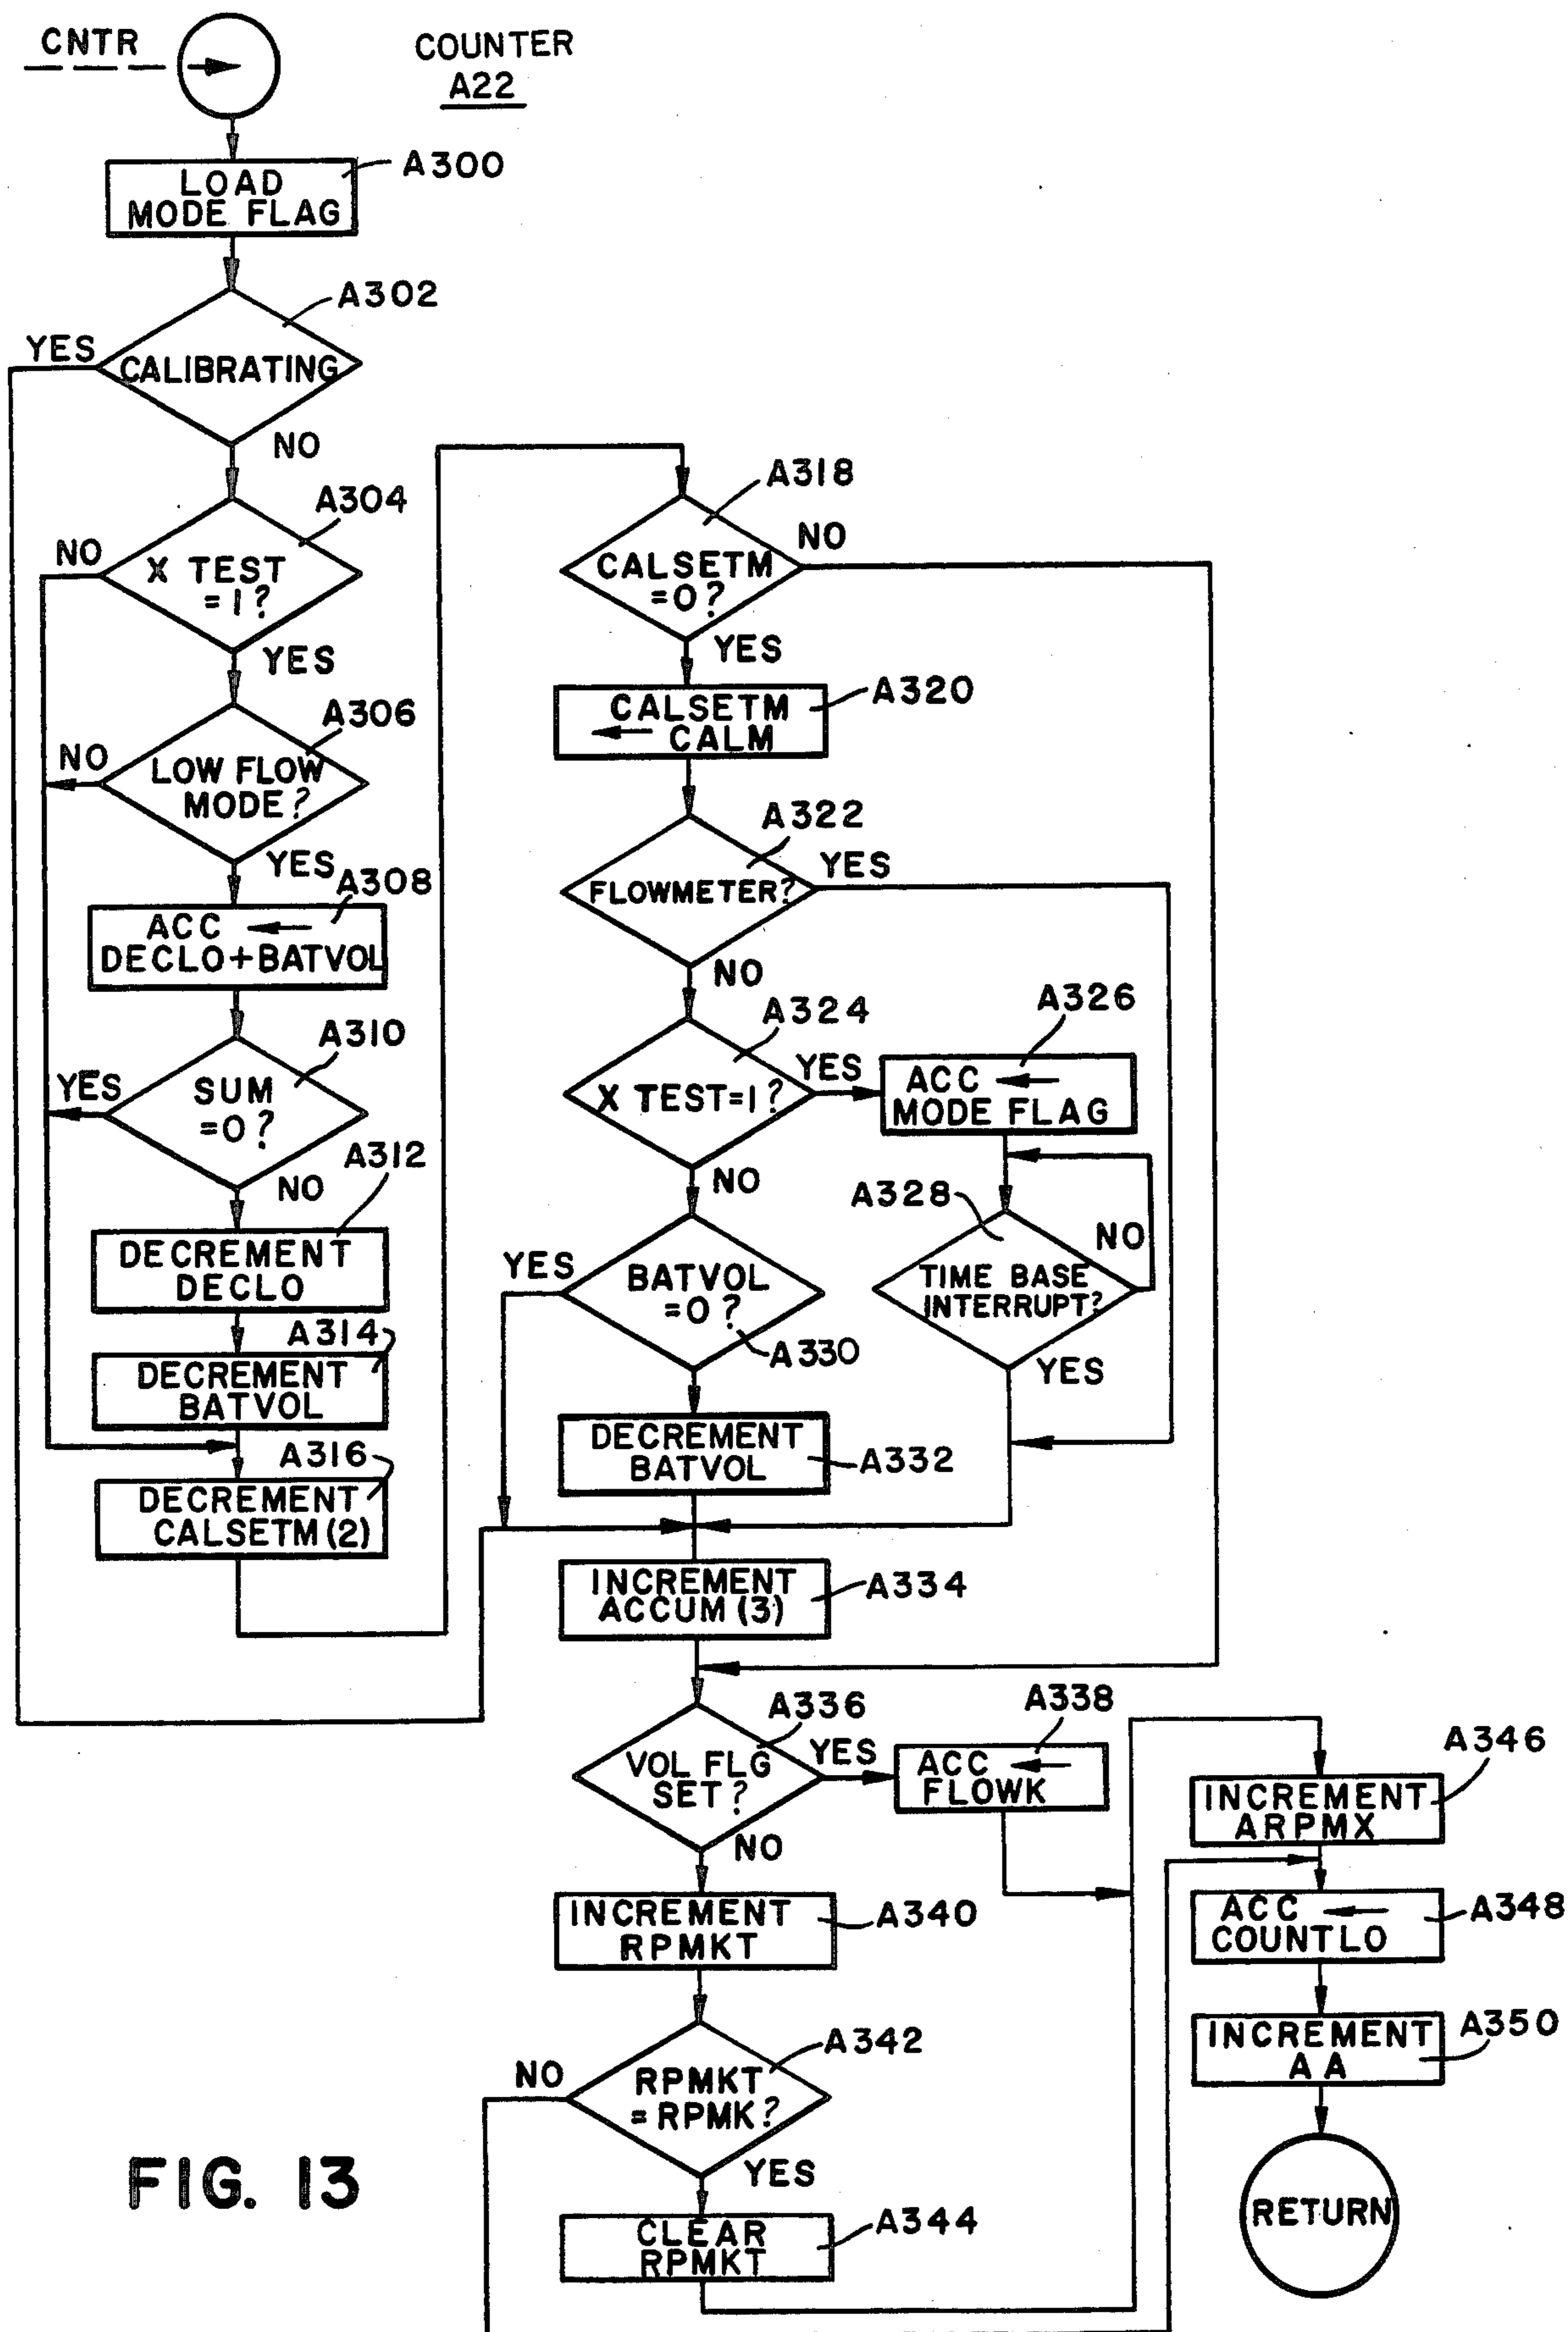 CNTR
COUNTER
A22
LOAD
MODE FLAG
A300
A302
YES
CALIBRATING
NO
A304
NO
X TEST
=1?
YES
A306
NO
LOW FLOW
MODE?
YES
A308
ACC ←
DECLO+BATVOL
A310
YES
SUM
=0?
NO
A312
DECREMENT
DECLO
A314
DECREMENT
BATVOL
A316
DECREMENT
CALSETM (2)
A318
NO
CALSETM
=0?
YES
A320
CALSETM
← CALM
A322
YES
FLOWMETER?
NO
A324
YES
X TEST=1?
NO
A326
ACC ←
MODE FLAG
A328
NO
TIME BASE
INTERRUPT?
YES
YES
BATVOL
=0?
A330
DECREMENT
BATVOL
A332
INCREMENT
ACCUM (3)
A334
A336
VOL FLG
SET?
YES
NO
A338
ACC ←
FLOWK
INCREMENT
RPMKT
A340
A342
NO
RPMKT
=RPMK?
YES
CLEAR
RPMKT
A344
A346
INCREMENT
ARPMX
ACC ←
COUNTLO
A348
INCREMENT
AA
A350
RETURN
FIG. 13